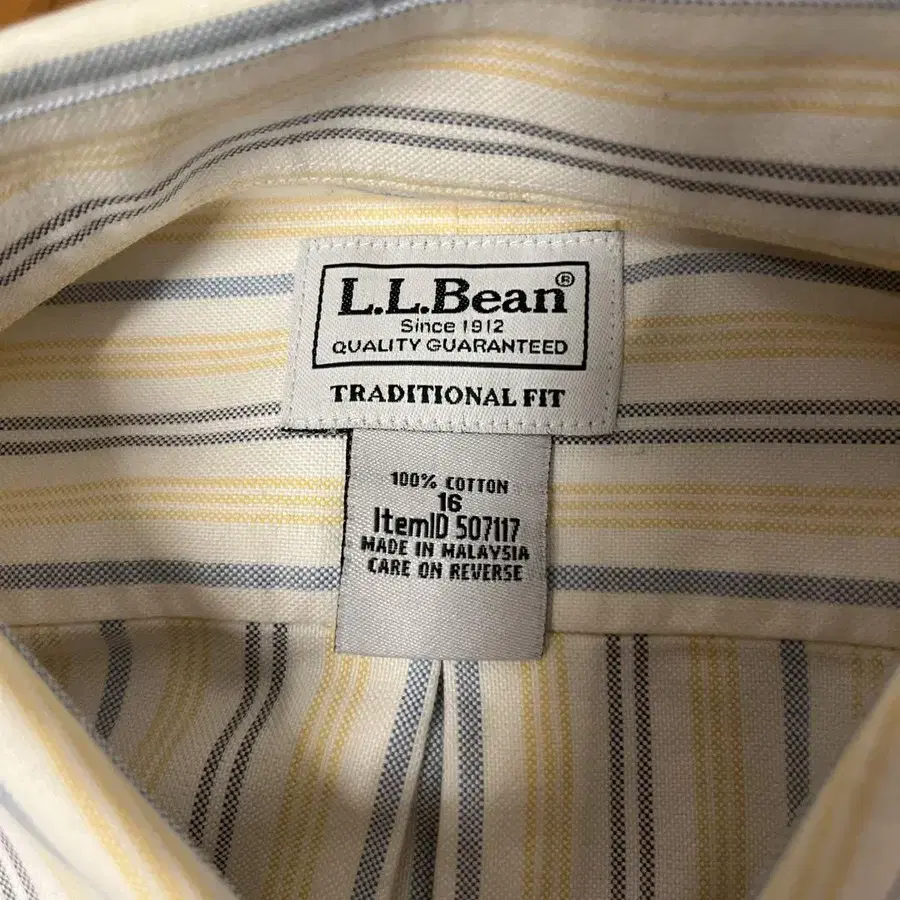 L.L.Bean®
Since 1912
QUALITY GUARANTEED
TRADITIONAL FIT
100% COTTON
16
ItemID 507117
MADE IN MALAYSIA
CARE ON REVERSE